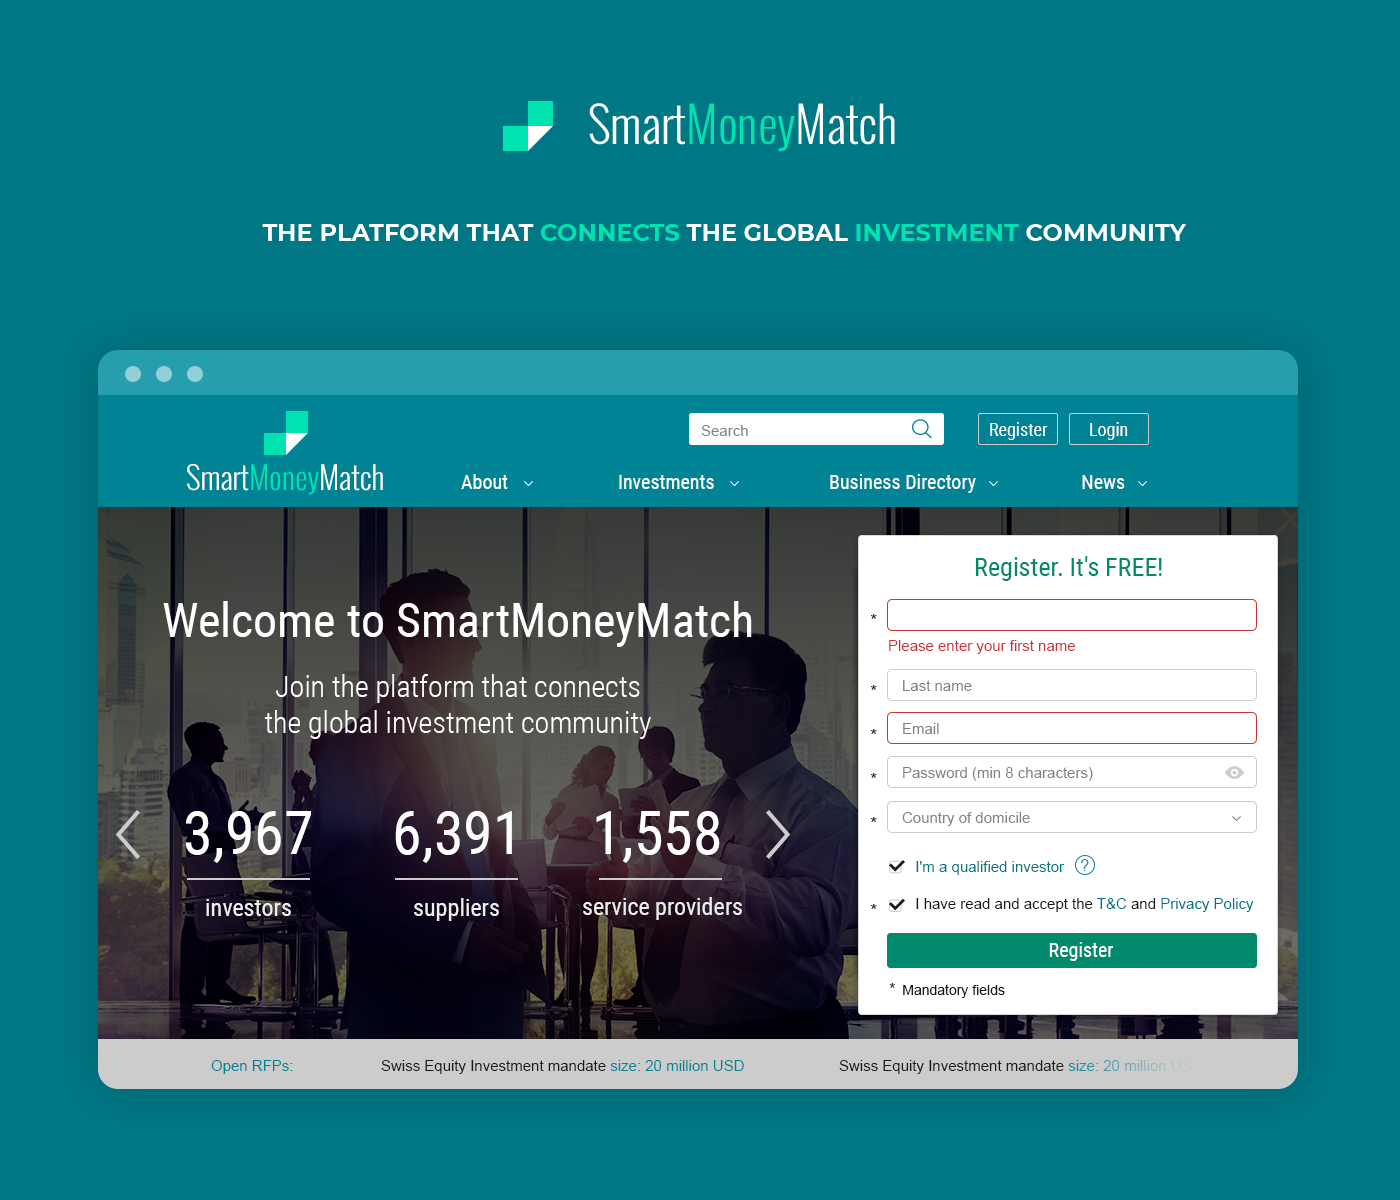 SmartMoneyMatch
THE PLATFORM THAT CONNECTS THE GLOBAL INVESTMENT COMMUNITY
Search
Register
Login
SmartMoneyMatch
About
Investments
Business Directory
News
Welcome to SmartMoneyMatch
Join the platform that connects
the global investment community
3,967
6,391
1,558
investors
suppliers
service providers
Register. It's FREE!
*
Please enter your first name
* Last name
* Email
* Password (min 8 characters)
* Country of domicile
I'm a qualified investor ?
* I have read and accept the T&C and Privacy Policy
Register
* Mandatory fields
Open RFPs:
Swiss Equity Investment mandate size: 20 million USD
Swiss Equity Investment mandate size: 20 million US